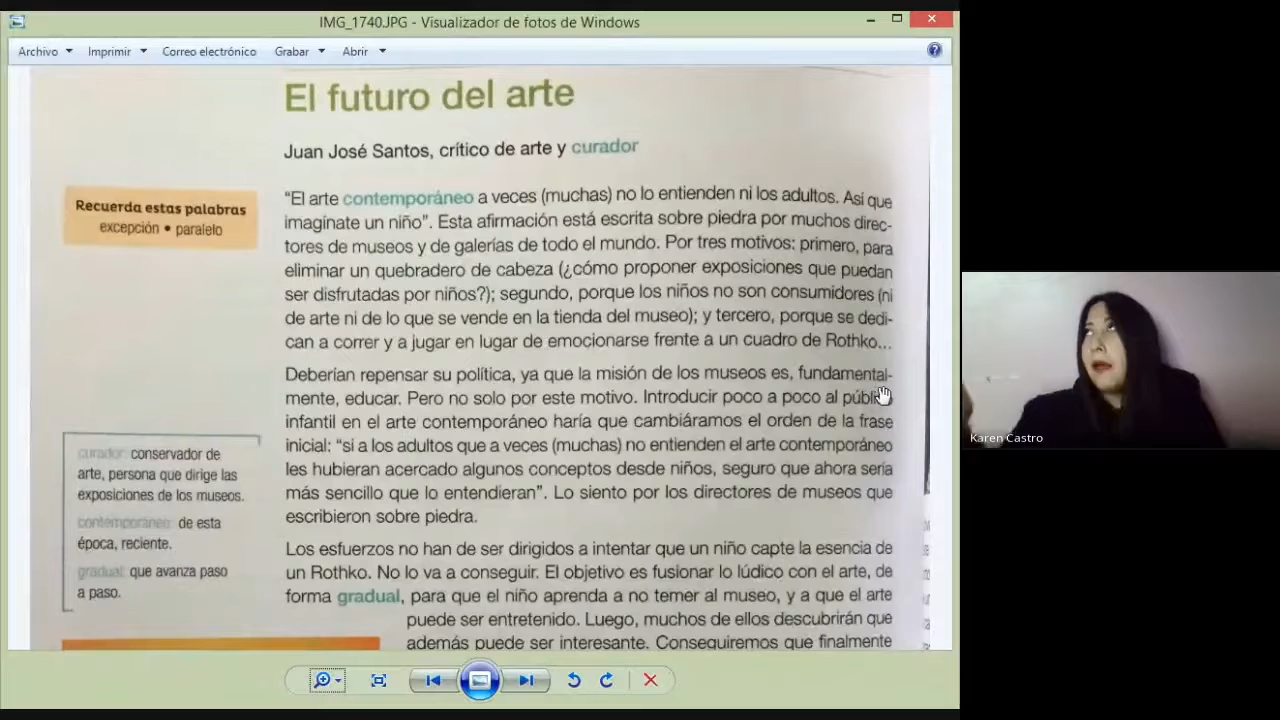 IMG_1740.JPG - Visualizador de fotos de Windows
Archivo Imprimir Correo electrónico Grabar Abrir
El futuro del arte
Juan José Santos, crítico de arte y curador
Recuerda estas palabras
excepción • paralelo
“El arte contemporáneo a veces (muchas) no lo entienden ni los adultos. Así que
imagínate un niño”. Esta afirmación está escrita sobre piedra por muchos direc-
tores de museos y de galerías de todo el mundo. Por tres motivos: primero, para
eliminar un quebradero de cabeza (¿cómo proponer exposiciones que puedan
ser disfrutadas por niños?); segundo, porque los niños no son consumidores (ni
de arte ni de lo que se vende en la tienda del museo); y tercero, porque se dedi-
can a correr y a jugar en lugar de emocionarse frente a un cuadro de Rothko...
Deberían repensar su política, ya que la misión de los museos es, fundamental-
mente, educar. Pero no solo por este motivo. Introducir poco a poco al
infantil en el arte contemporáneo haría que cambiáramos el orden de la frase
inicial: “si a los adultos que a veces (muchas) no entienden el arte contemporáneo
les hubieran acercado algunos conceptos desde niños, seguro que ahora sería
más sencillo que lo entendieran”. Lo siento por los directores de museos que
escribieron sobre piedra.
curador: conservador de
arte, persona que dirige las
exposiciones de los museos.
contemporáneo: de esta
época, reciente.
gradual: que avanza paso
a paso.
Los esfuerzos no han de ser dirigidos a intentar que un niño capte la esencia de
un Rothko. No lo va a conseguir. El objetivo es fusionar lo lúdico con el arte, de
forma gradual, para que el niño aprenda a no temer al museo, y a que el arte
puede ser entretenido. Luego, muchos de ellos descubrirán que
además puede ser interesante. Conseguiremos que finalmente
Karen Castro